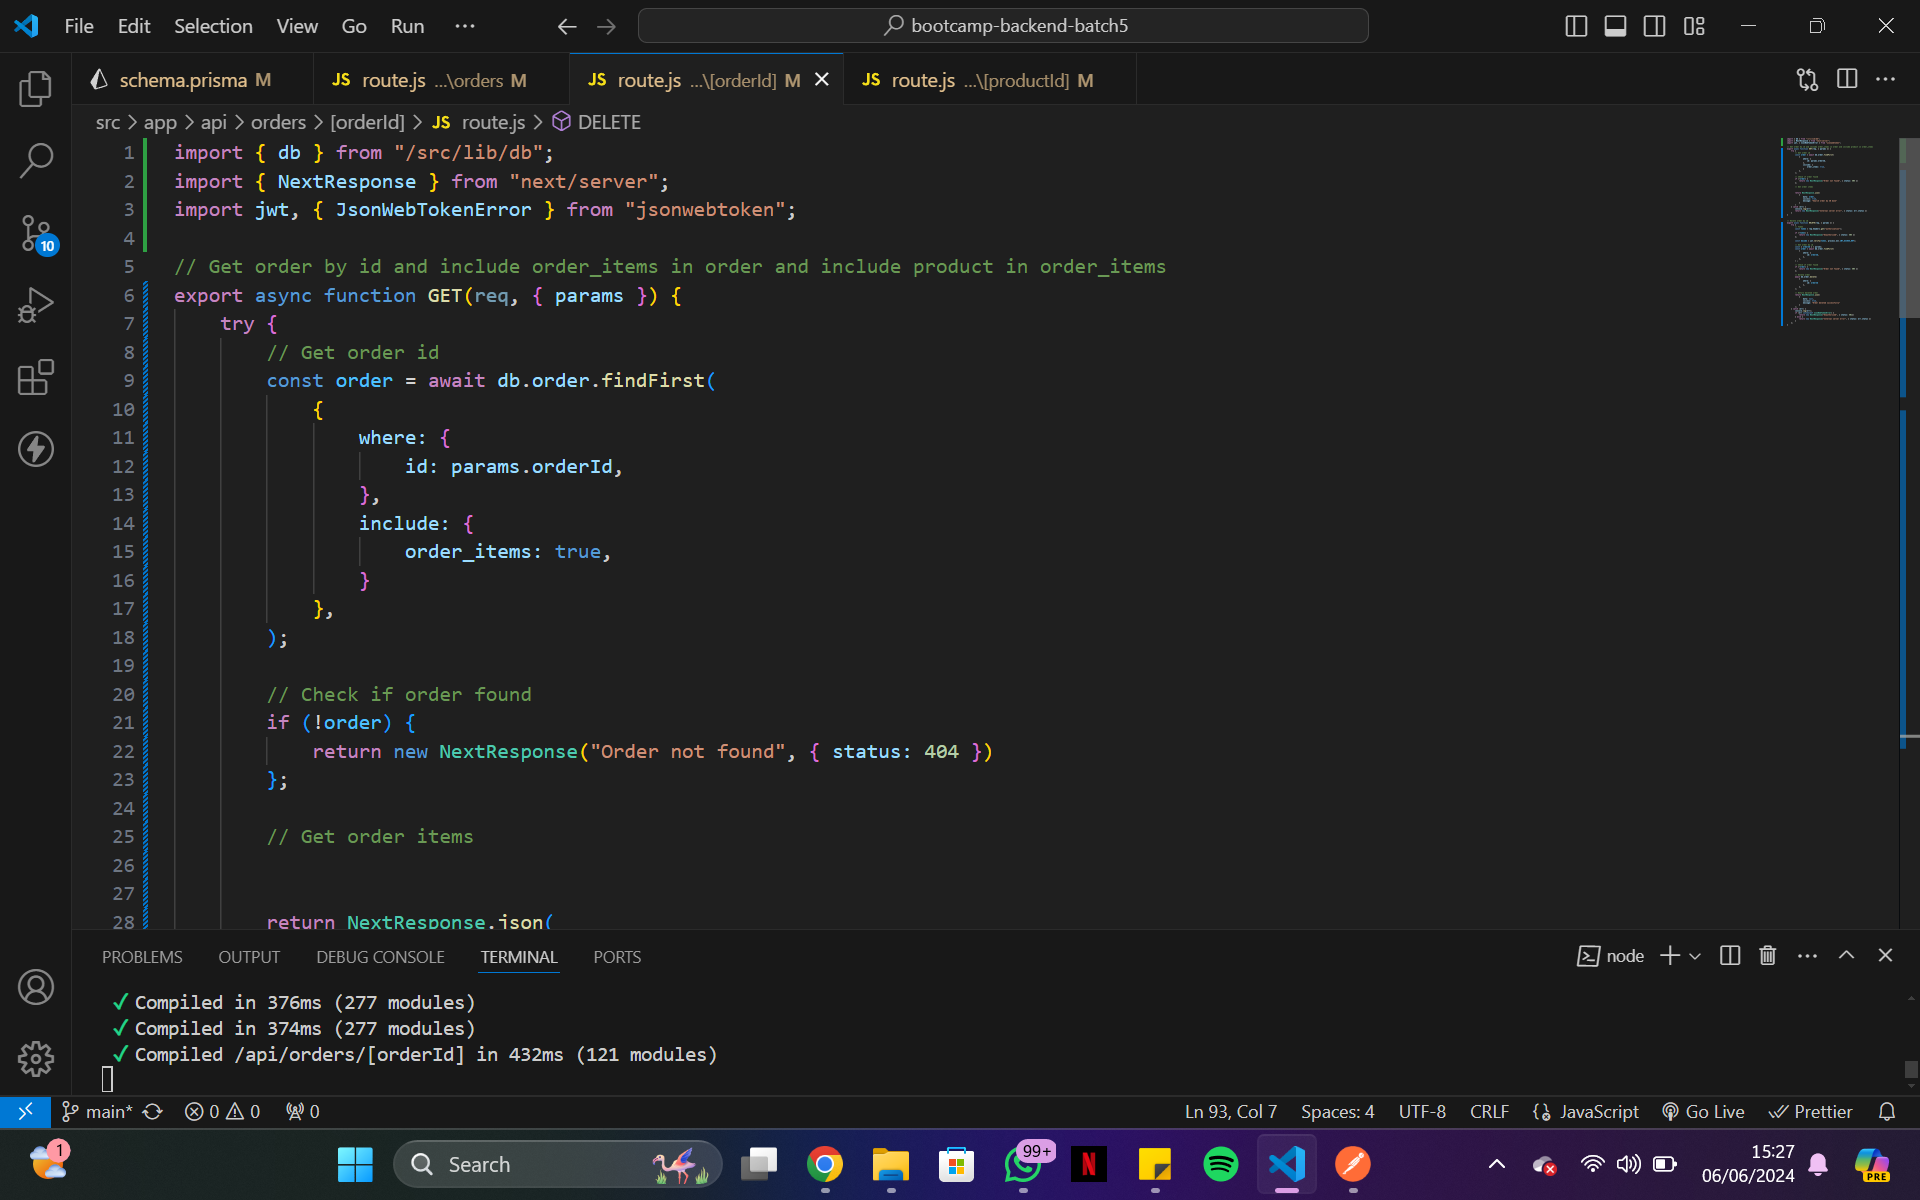 File Edit Selection View Go Run ···
bootcamp-backend-batch5
schema.prisma M
JS route.js ...\orders M
JS route.js ...\[orderId] M
JS route.js ...\[productId] M
src > app > api > orders > [orderId] > JS route.js > DELETE
1 import { db } from "/src/lib/db";
2 import { NextResponse } from "next/server";
3 import jwt, { JsonWebTokenError } from "jsonwebtoken";
4
5 // Get order by id and include order_items in order and include product in order_items
6 export async function GET(req, { params }) {
7 try {
8 // Get order id
9 const order = await db.order.findFirst(
10 {
11 where: {
12 id: params.orderId,
13 },
14 include: {
15 order_items: true,
16 }
17 },
18 );
19
20 // Check if order found
21 if (!order) {
22 return new NextResponse("Order not found", { status: 404 })
23 };
24
25 // Get order items
26
27
28 return NextResponse.json(
10
PROBLEMS OUTPUT DEBUG CONSOLE TERMINAL PORTS
node
✓ Compiled in 376ms (277 modules)
✓ Compiled in 374ms (277 modules)
✓ Compiled /api/orders/[orderId] in 432ms (121 modules)
main* 0 0 0
Ln 93, Col 7 Spaces: 4 UTF-8 CRLF JavaScript Go Live Prettier
1
Search
99+
N
15:27
06/06/2024
PRE